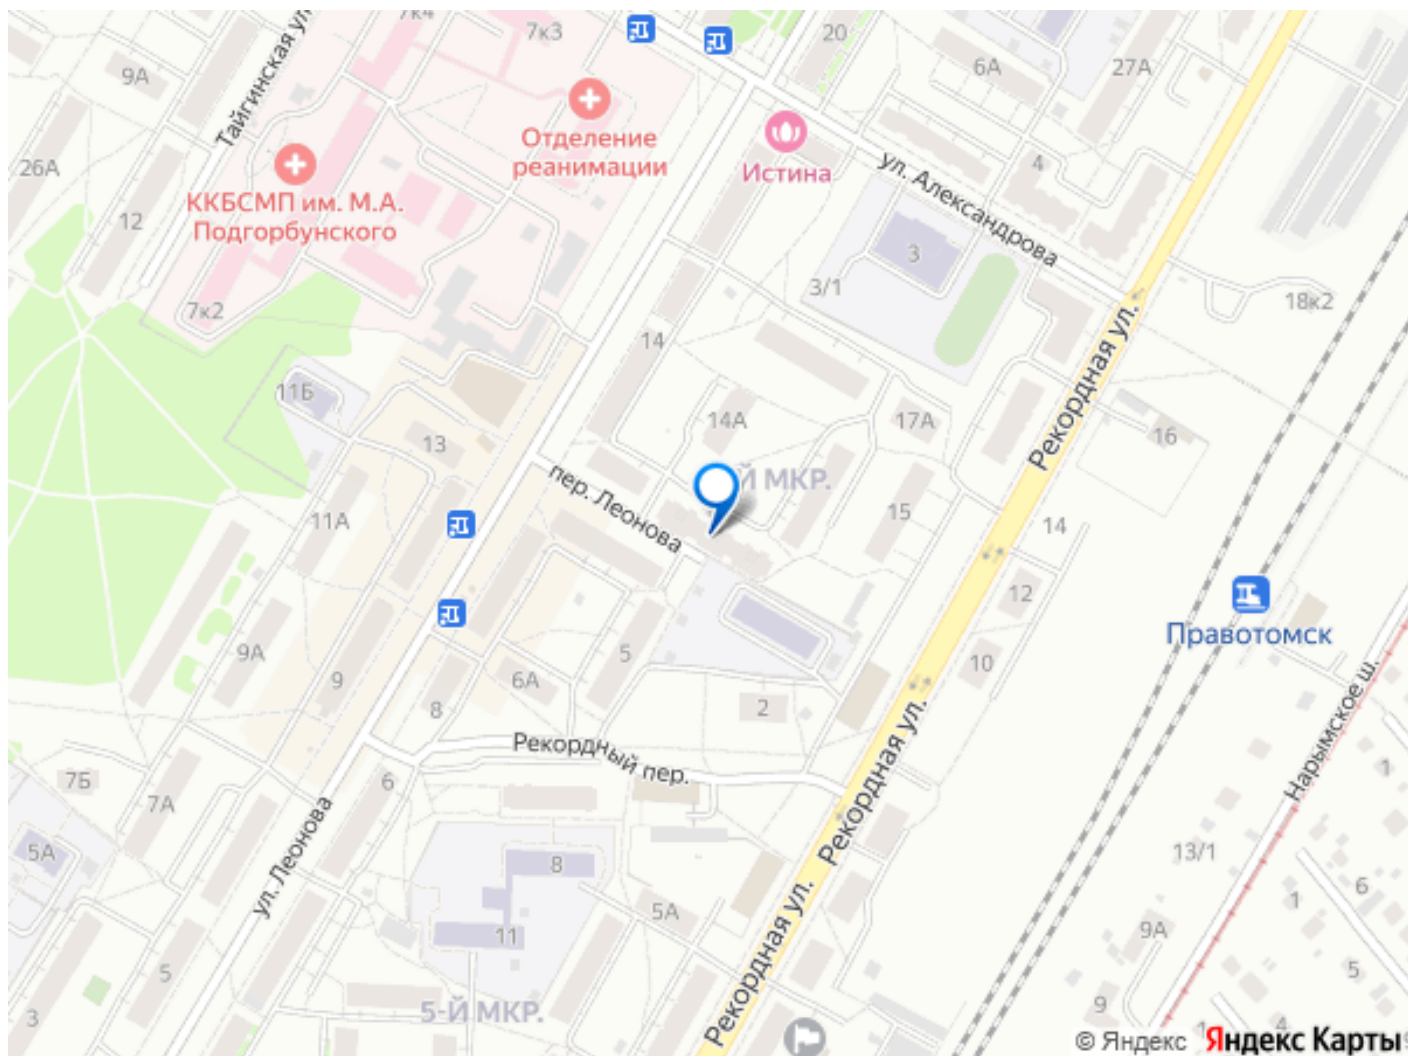 7к4
7к3
20
6А
27А
9А
Тайгинская ул.
Отделение
реанимации
Истина
ул. Александрова
4
26А
ККБСМП им. М.А.
Подгорбунского
12
3
3/1
18к2
7к2
14
Рекордная ул.
11Б
13
14А
17А
16
пер. Леонова
-Й МКР.
11А
15
14
12
Правотомск
9А
5
10
9
6А
8
2
Рекордный пер.
Рекордная ул.
Нарымское ш.
7Б
7А
6
1
5А
ул. Леонова
8
13/1
6
1
5А
11
9А
5
5
3
5-Й МКР.
Рекордная ул.
9
1
4
© Яндекс Яндекс Карты